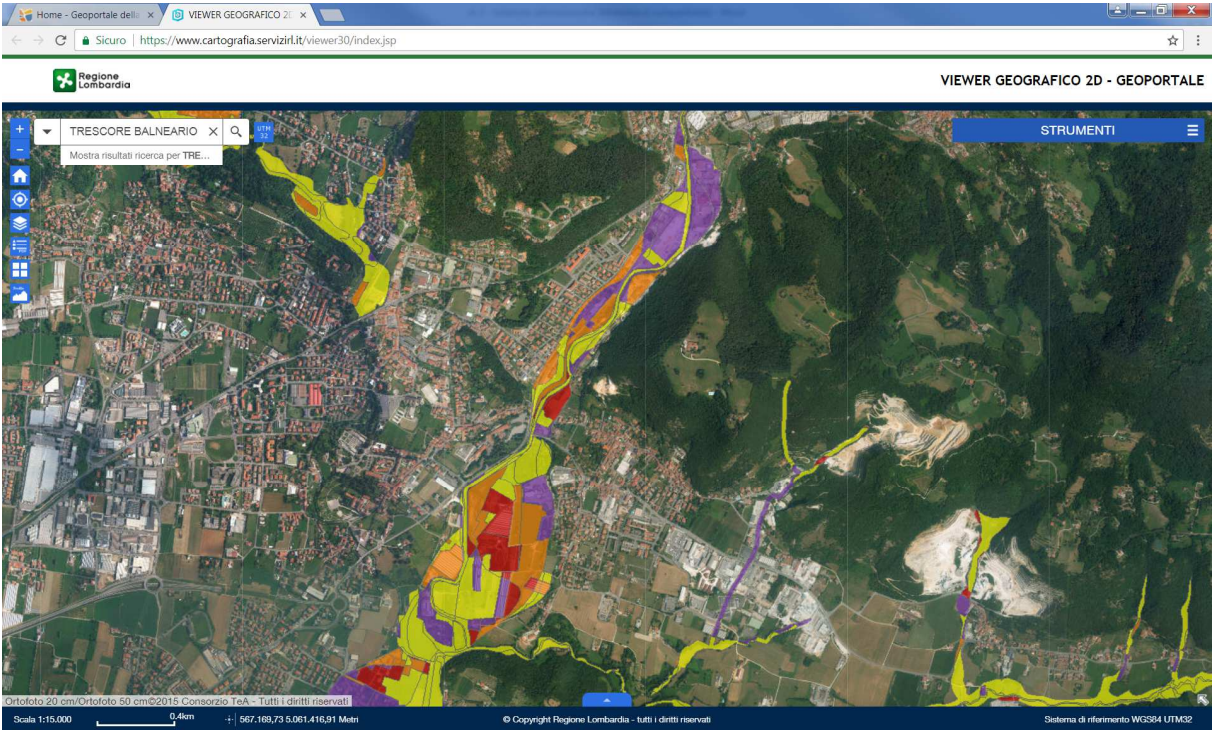 Home - Geoportale della
VIEWER GEOGRAFICO 2D
Sicuro | https://www.cartografia.servizirl.it/viewer30/index.jsp
Regione
Lombardia
VIEWER GEOGRAFICO 2D - GEOPORTALE
TRESCORE BALNEARIO
UTM
32
Mostra risultati ricerca per TRE...
STRUMENTI
Ortofoto 20 cm/Ortofoto 50 cm©2015 Consorzio TeA - Tutti i diritti riservati
Scala 1:15.000
0.4km
567.169,73 5.061.416,91 Metri
© Copyright Regione Lombardia - tutti i diritti riservati
Sistema di riferimento WGS84 UTM32